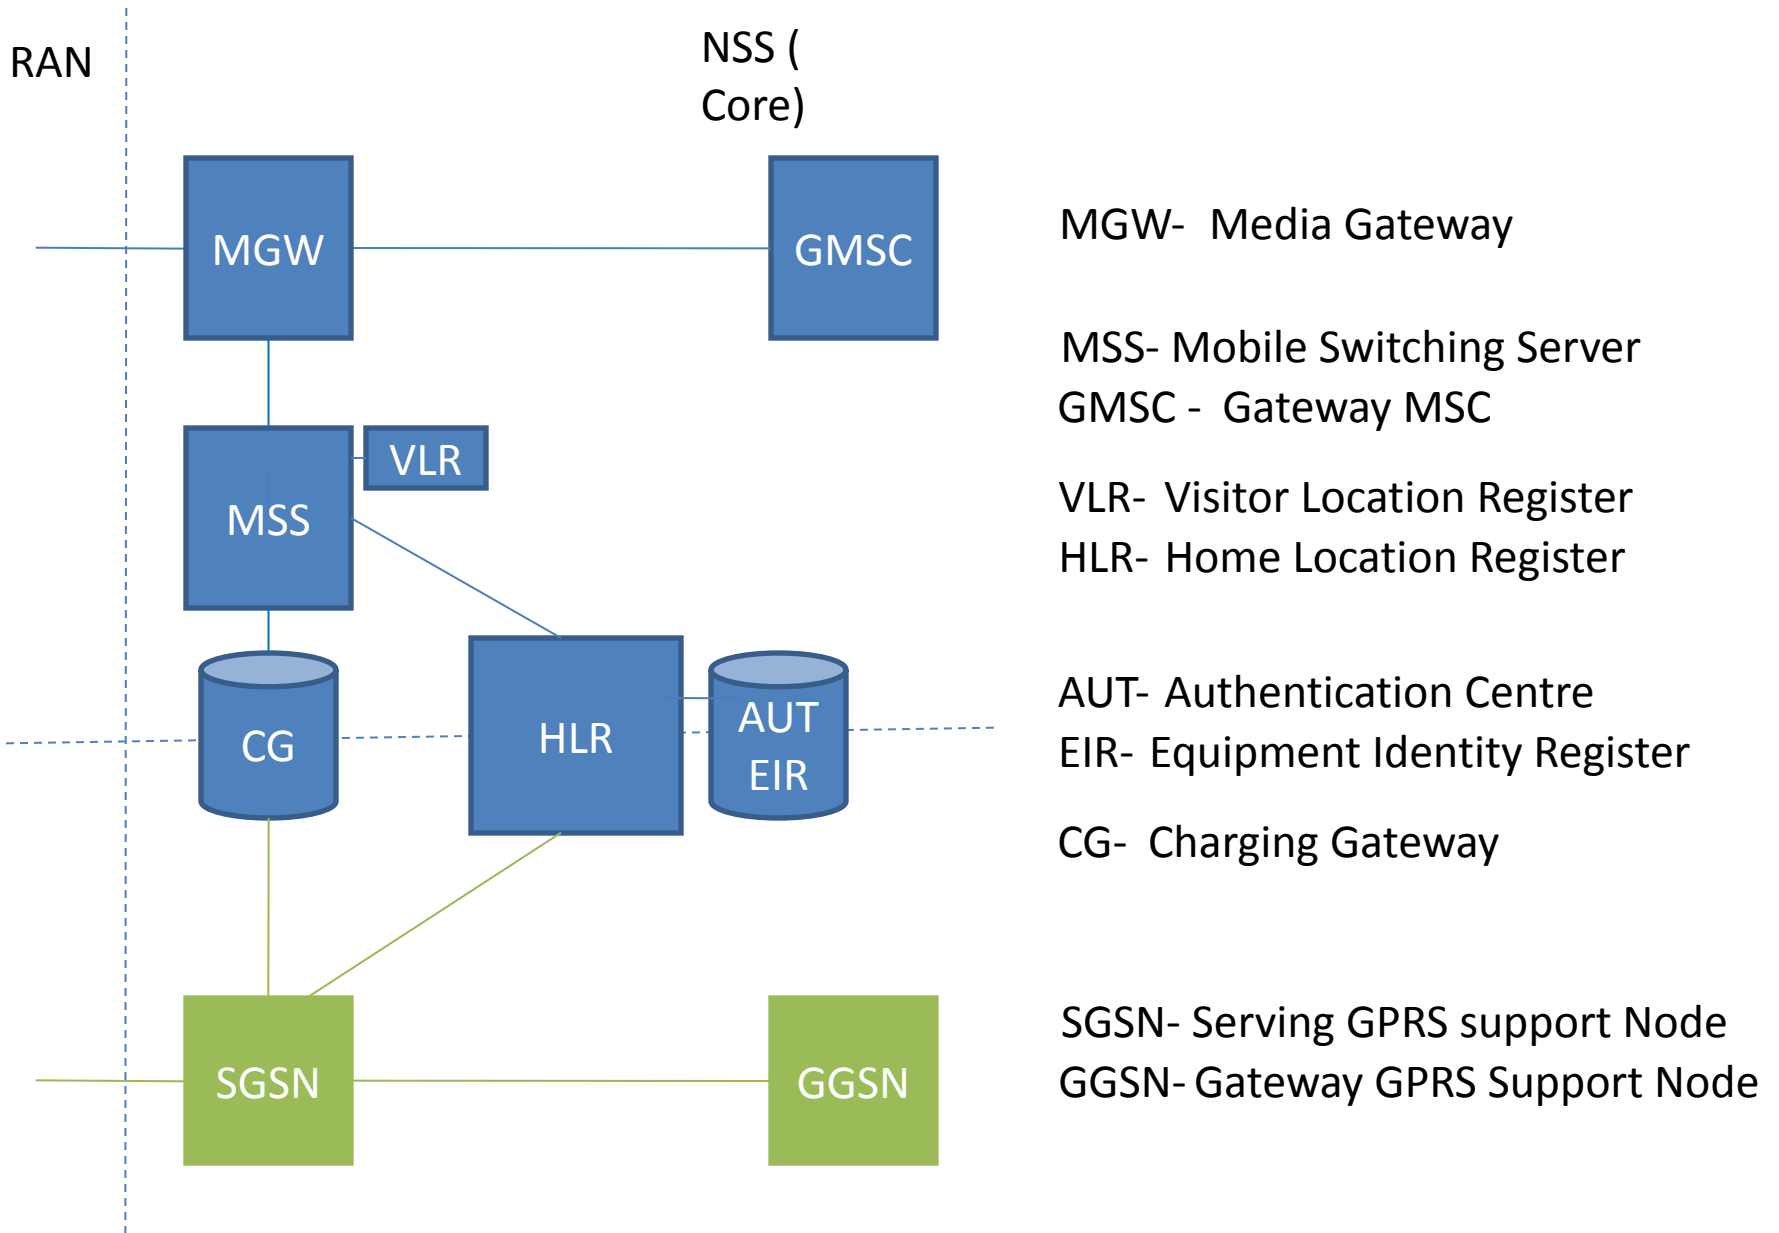 RAN
NSS (
Core)
MGW
GMSC
MSS
VLR
CG
HLR
AUT
EIR
SGSN
GGSN
MGW- Media Gateway
MSS- Mobile Switching Server
GMSC - Gateway MSC
VLR- Visitor Location Register
HLR- Home Location Register
AUT- Authentication Centre
EIR- Equipment Identity Register
CG- Charging Gateway
SGSN- Serving GPRS support Node
GGSN- Gateway GPRS Support Node